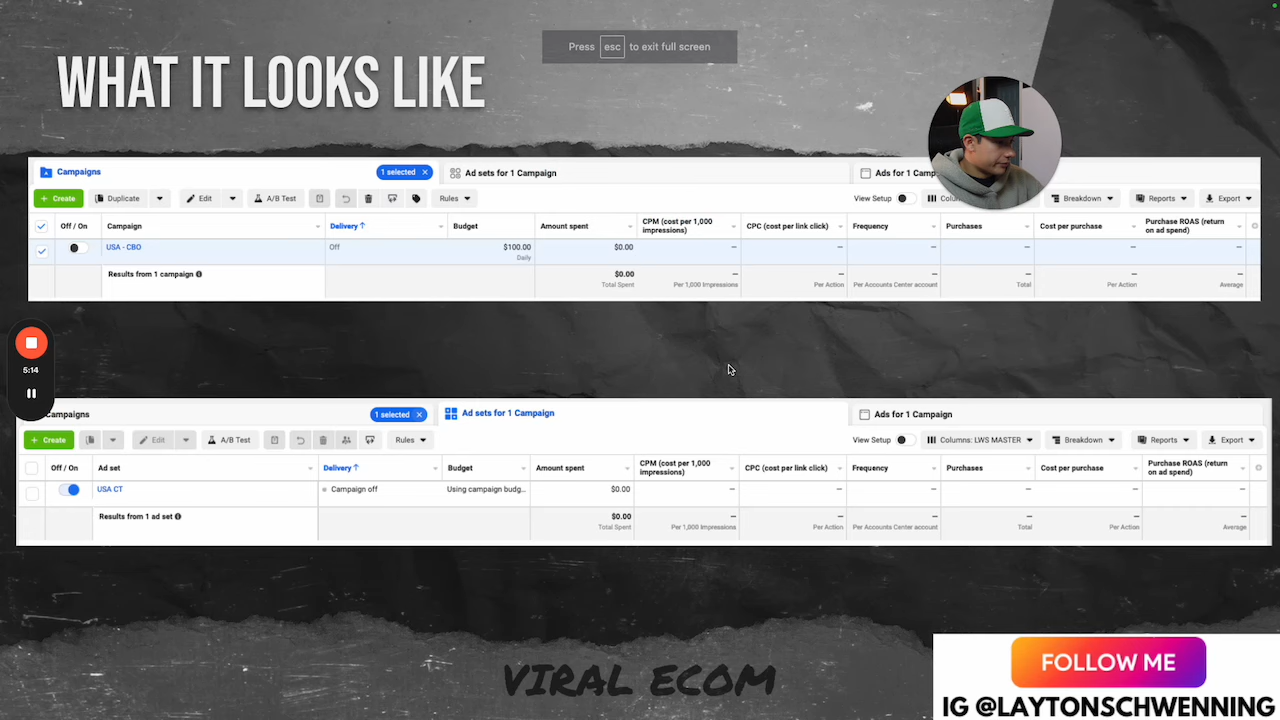 Press esc to exit full screen
WHAT IT LOOKS LIKE
Campaigns 1 selected × Ad sets for 1 Campaign Ads for 1 Camp
+ Create Duplicate Edit A/B Test Rules View Setup Breakdown Reports Export
Off / On Campaign Delivery ↑ Budget Amount spent CPM (cost per 1,000 impressions) CPC (cost per link click) Frequency Purchases Cost per purchase Purchase ROAS (return on ad spend)
USA - CBO Off $100.00 $0.00 – – – – – –
Daily
Results from 1 campaign $0.00 – – – – – –
Total Spent Per 1,000 Impressions Per Action Per Accounts Center account Total Per Action Average
5:14
ampaigns 1 selected × Ad sets for 1 Campaign Ads for 1 Campaign
+ Create Edit A/B Test Rules View Setup Columns: LWS MASTER Breakdown Reports Export
Off / On Ad set Delivery ↑ Budget Amount spent CPM (cost per 1,000 impressions) CPC (cost per link click) Frequency Purchases Cost per purchase Purchase ROAS (return on ad spend)
USA CT Campaign off Using campaign budg... $0.00 – – – – – –
Results from 1 ad set $0.00 – – – – – –
Total Spent Per 1,000 Impressions Per Action Per Accounts Center account Total Per Action Average
VIRAL ECOM
FOLLOW ME
IG @LAYTONSCHWENNING